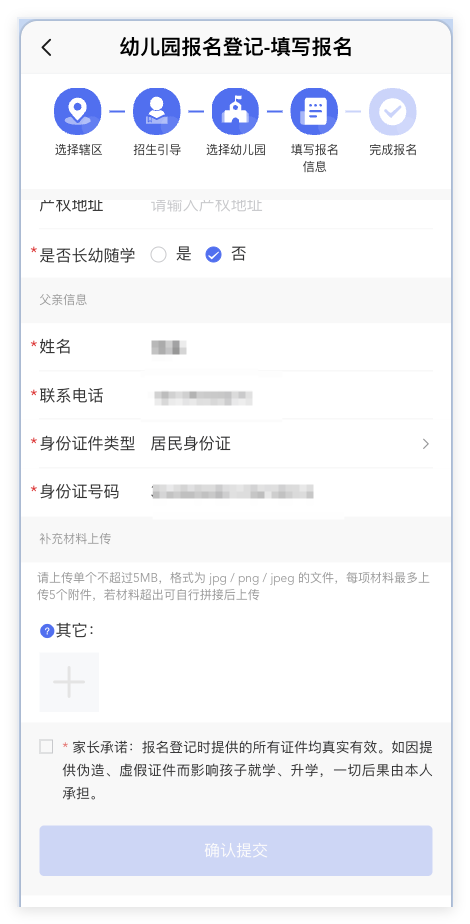 幼儿园报名登记-填写报名
选择辖区 招生引导 选择幼儿园 填写报名 完成报名
信息
产权地址 请输入产权地址
*是否长幼随学 是 否
父亲信息
*姓名
*联系电话
*身份证件类型 居民身份证
*身份证号码
补充材料上传
请上传单个不超过5MB，格式为 jpg / png / jpeg 的文件，每项材料最多上
传5个附件，若材料超出可自行拼接后上传
?其它：
* 家长承诺：报名登记时提供的所有证件均真实有效。如因提
供伪造、虚假证件而影响孩子就学、升学，一切后果由本人
承担。
确认提交